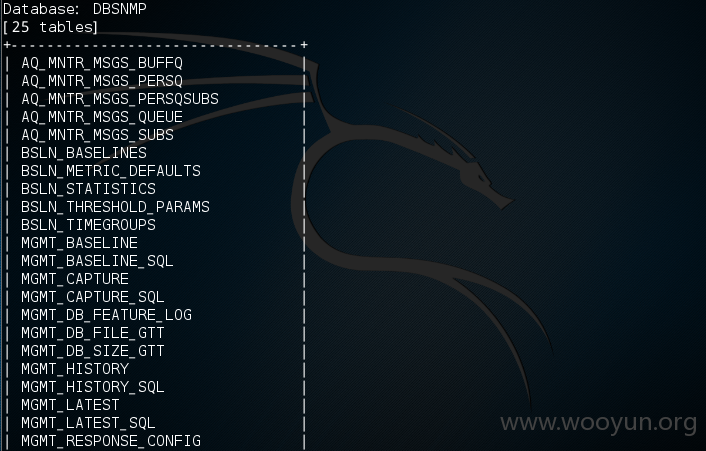 Database: DBSNMP
[25 tables]
+--------------------------------+
| AQ_MNTR_MSGS_BUFFQ |
| AQ_MNTR_MSGS_PERSQ |
| AQ_MNTR_MSGS_PERSQSUBS |
| AQ_MNTR_MSGS_QUEUE |
| AQ_MNTR_MSGS_SUBS |
| BSLN_BASELINES |
| BSLN_METRIC_DEFAULTS |
| BSLN_STATISTICS |
| BSLN_THRESHOLD_PARAMS |
| BSLN_TIMEGROUPS |
| MGMT_BASELINE |
| MGMT_BASELINE_SQL |
| MGMT_CAPTURE |
| MGMT_CAPTURE_SQL |
| MGMT_DB_FEATURE_LOG |
| MGMT_DB_FILE_GTT |
| MGMT_DB_SIZE_GTT |
| MGMT_HISTORY |
| MGMT_HISTORY_SQL |
| MGMT_LATEST |
| MGMT_LATEST_SQL |
| MGMT_RESPONSE_CONFIG |
www.wooyun.org